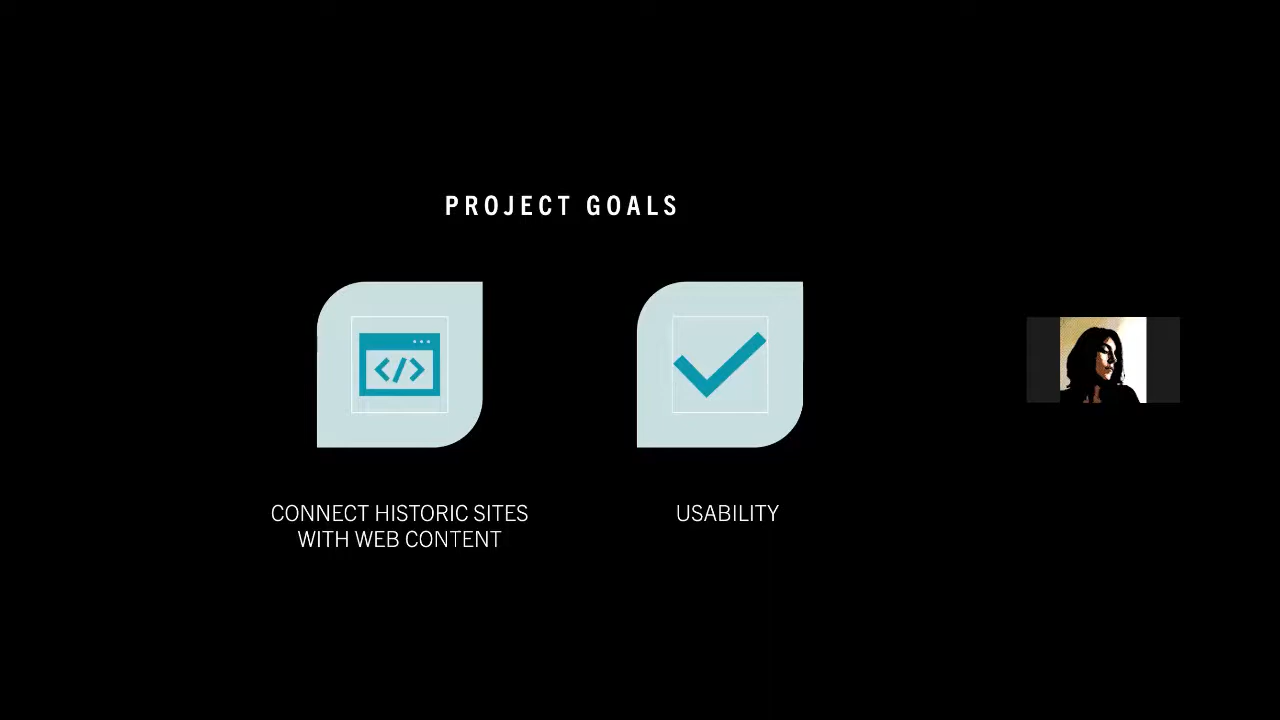 PROJECT GOALS
CONNECT HISTORIC SITES
WITH WEB CONTENT
USABILITY